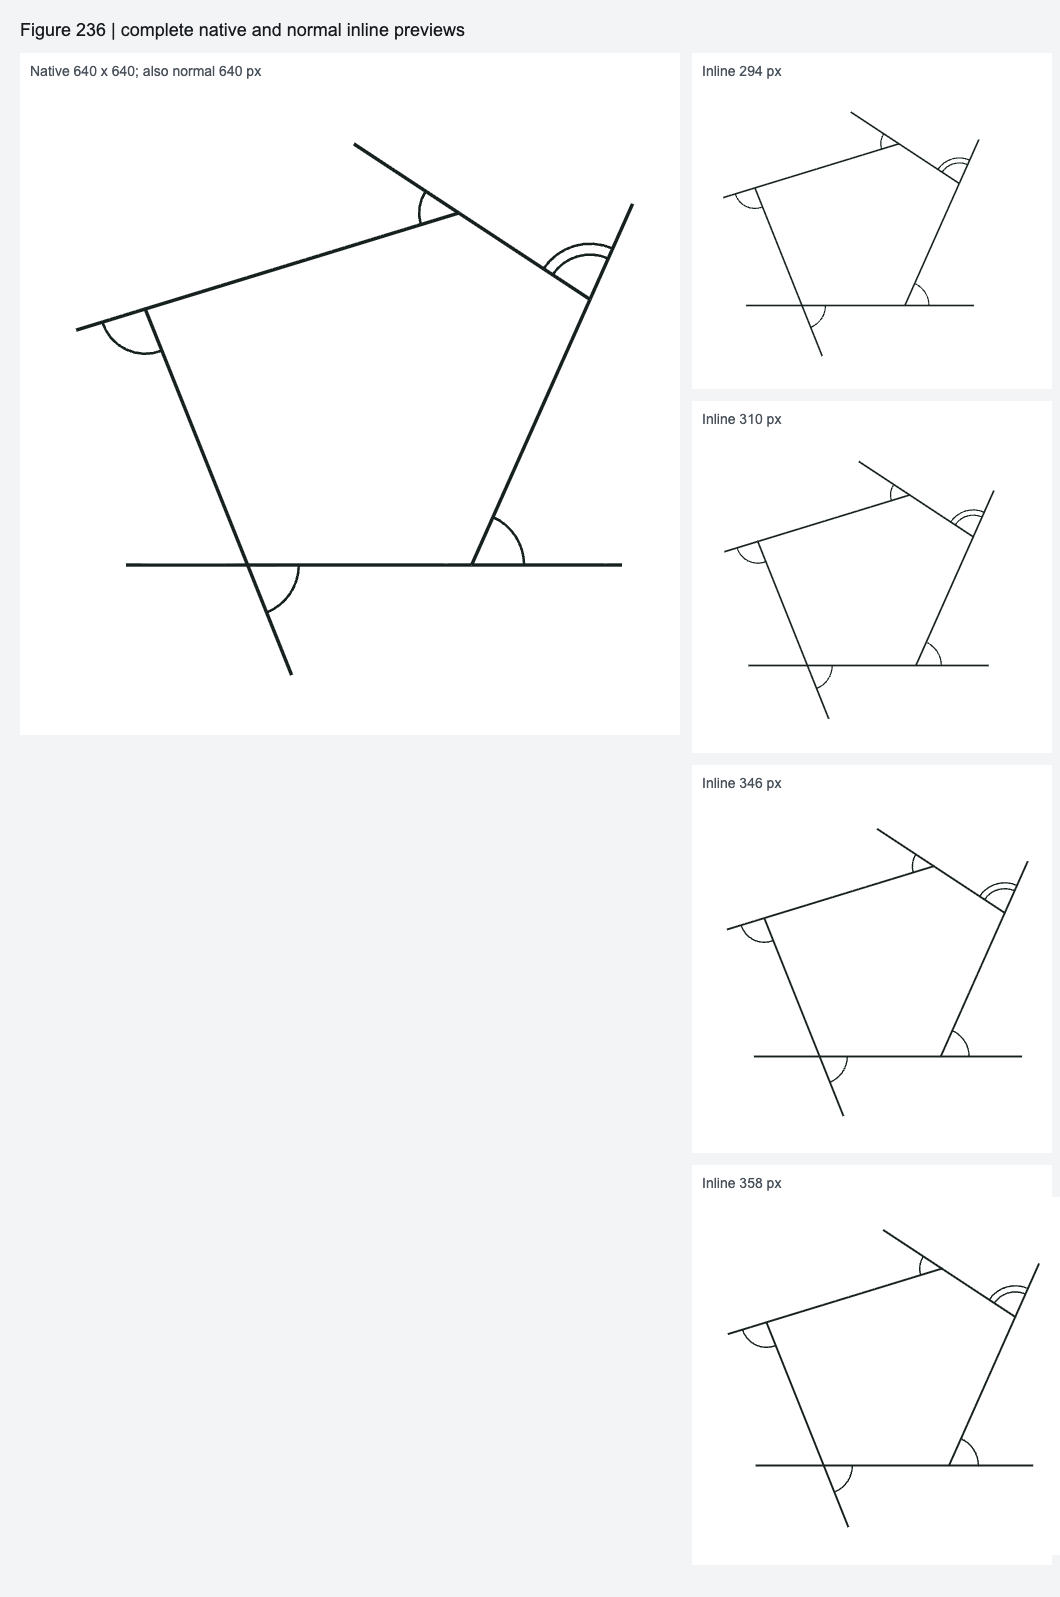 Figure 236 | complete native and normal inline previews
Native 640 x 640; also normal 640 px
Inline 294 px
Inline 310 px
Inline 346 px
Inline 358 px